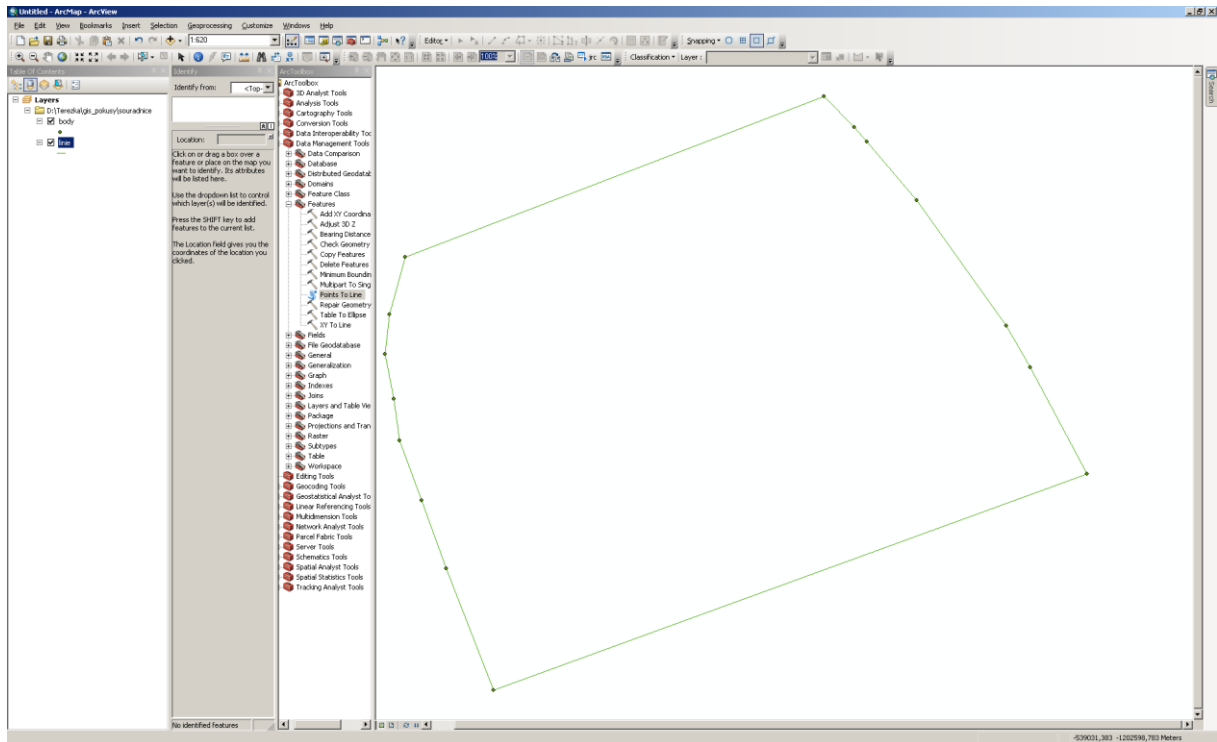 Untitled - ArcMap - ArcView
File Edit View Bookmarks Insert Selection Geoprocessing Customize Windows Help
1:620
Editor
Snapping
100%
Classification
Layer :
Table Of Contents
Layers
D:\Terezka\gis_pokusy\souradnice
body
linie
Identify
Identify from: <Top-
Location:
Click on or drag a box over a
feature or place on the map you
want to identify. Its attributes
will be listed here.
Use the dropdown list to control
which layer(s) will be identified.
Press the SHIFT key to add
features to the current list.
The Location field gives you the
coordinates of the location you
clicked.
No identified features
ArcToolbox
ArcToolbox
3D Analyst Tools
Analysis Tools
Cartography Tools
Conversion Tools
Data Interoperability Toc
Data Management Tools
Data Comparison
Database
Distributed Geodatak
Domains
Feature Class
Features
Add XY Coordina
Adjust 3D Z
Bearing Distance
Check Geometry
Copy Features
Delete Features
Minimum Boundin
Multipart To Sing
Points To Line
Repair Geometry
Table To Ellipse
XY To Line
Fields
File Geodatabase
General
Generalization
Graph
Indexes
Joins
Layers and Table Vie
Package
Projections and Tran
Raster
Subtypes
Table
Workspace
Editing Tools
Geocoding Tools
Geostatistical Analyst To
Linear Referencing Tools
Multidimension Tools
Network Analyst Tools
Parcel Fabric Tools
Server Tools
Schematics Tools
Spatial Analyst Tools
Spatial Statistics Tools
Tracking Analyst Tools
Search
-539031,383 -1202598,783 Meters